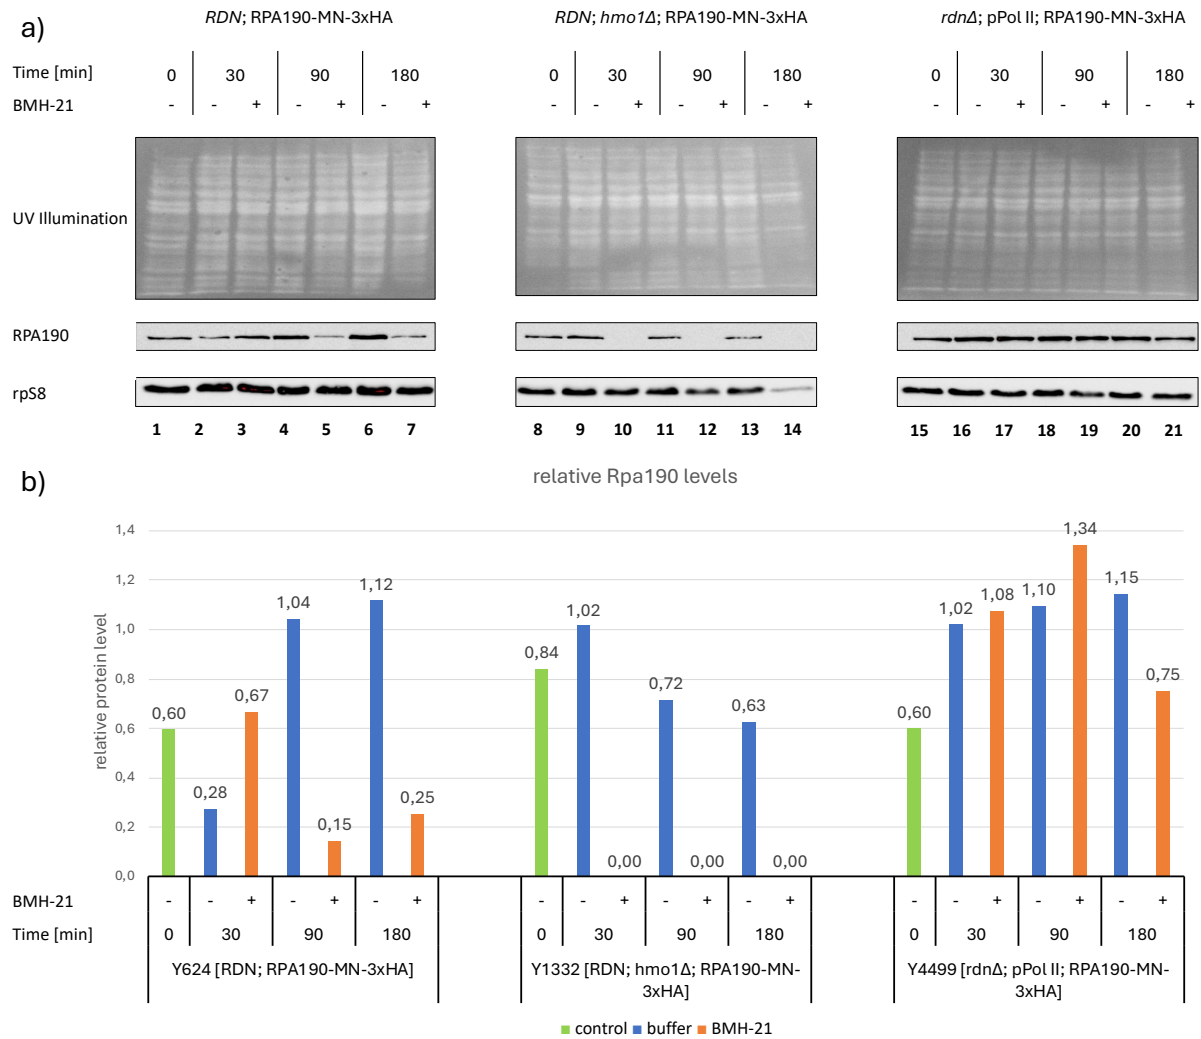 a)
RDN; RPA190-MN-3xHA
RDN; hmo1Δ; RPA190-MN-3xHA
rdnΔ; pPol II; RPA190-MN-3xHA
Time [min] 0 30 90 180 0 30 90 180 0 30 90 180
BMH-21 - - + - + - + - - + - + - + - - + - + - +
UV Illumination
RPA190
rpS8
1 2 3 4 5 6 7 8 9 10 11 12 13 14 15 16 17 18 19 20 21
b)
relative Rpa190 levels
relative protein level
1,4
1,2
1,0
0,8
0,6
0,4
0,2
0,0
0,60 0,28 0,67 1,04 0,15 1,12 0,25 0,84 1,02 0,00 0,72 0,00 0,63 0,00 0,60 1,02 1,08 1,10 1,34 1,15 0,75
BMH-21 - - + - + - + - - + - + - + - - + - + - +
Time [min] 0 30 90 180 0 30 90 180 0 30 90 180
Y624 [RDN; RPA190-MN-3xHA]
Y1332 [RDN; hmo1Δ; RPA190-MN-
3xHA]
Y4499 [rdnΔ; pPol II; RPA190-MN-
3xHA]
control buffer BMH-21